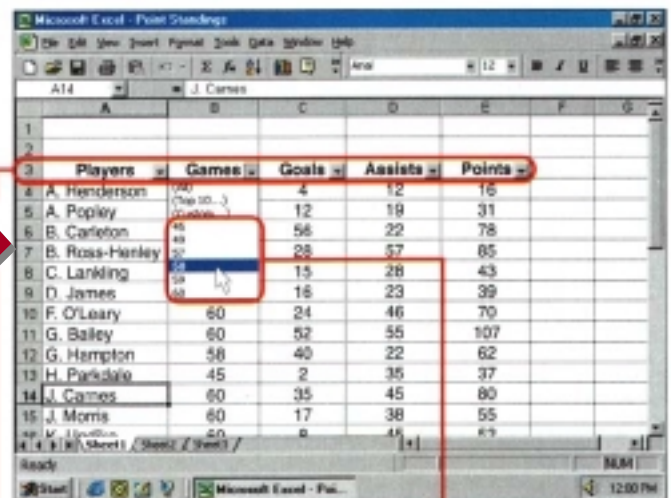 Microsoft Excel - Point Standings
File Edit View Insert Format Tools Data Window Help
Arial 12 B I U
A14 = J. Carnes
A B C D E F G
1
2
3 Players Games Goals Assists Points
4 A. Henderson (All) 4 12 16
(Top 10...)
5 A. Popley (Custom...) 12 19 31
6 B. Carleton 45 56 22 78
49
7 B. Ross-Henley 57 28 57 85
8 C. Lankling 58 15 28 43
59
9 D. James 60 16 23 39
10 F. O'Leary 60 24 46 70
11 G. Bailey 60 52 55 107
12 G. Hampton 58 40 22 62
13 H. Parkdale 45 2 35 37
14 J. Carnes 60 35 45 80
15 J. Morris 60 17 38 55
Sheet1 Sheet2 Sheet3
Ready NUM
Start Microsoft Excel - Poi... 12:00 PM